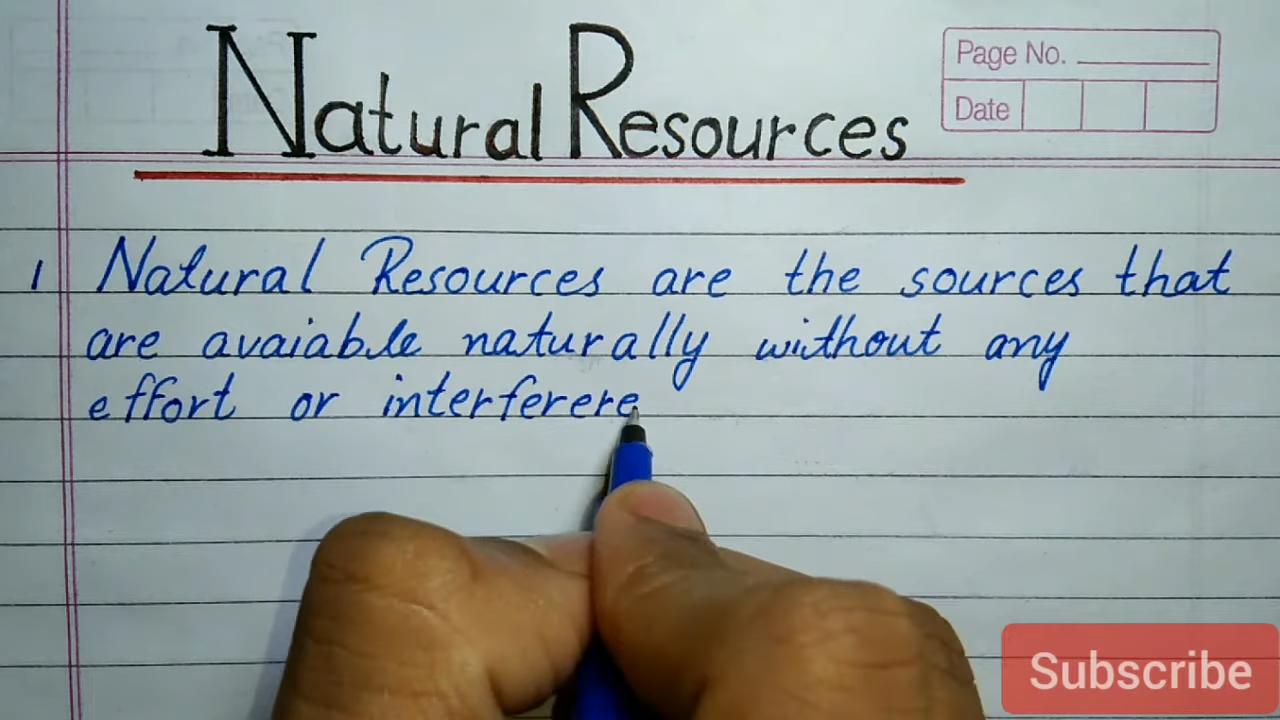 Natural Resources
Page No.
Date
1 Natural Resources are the sources that
are avaiable naturally without any
effort or interfere
Subscribe